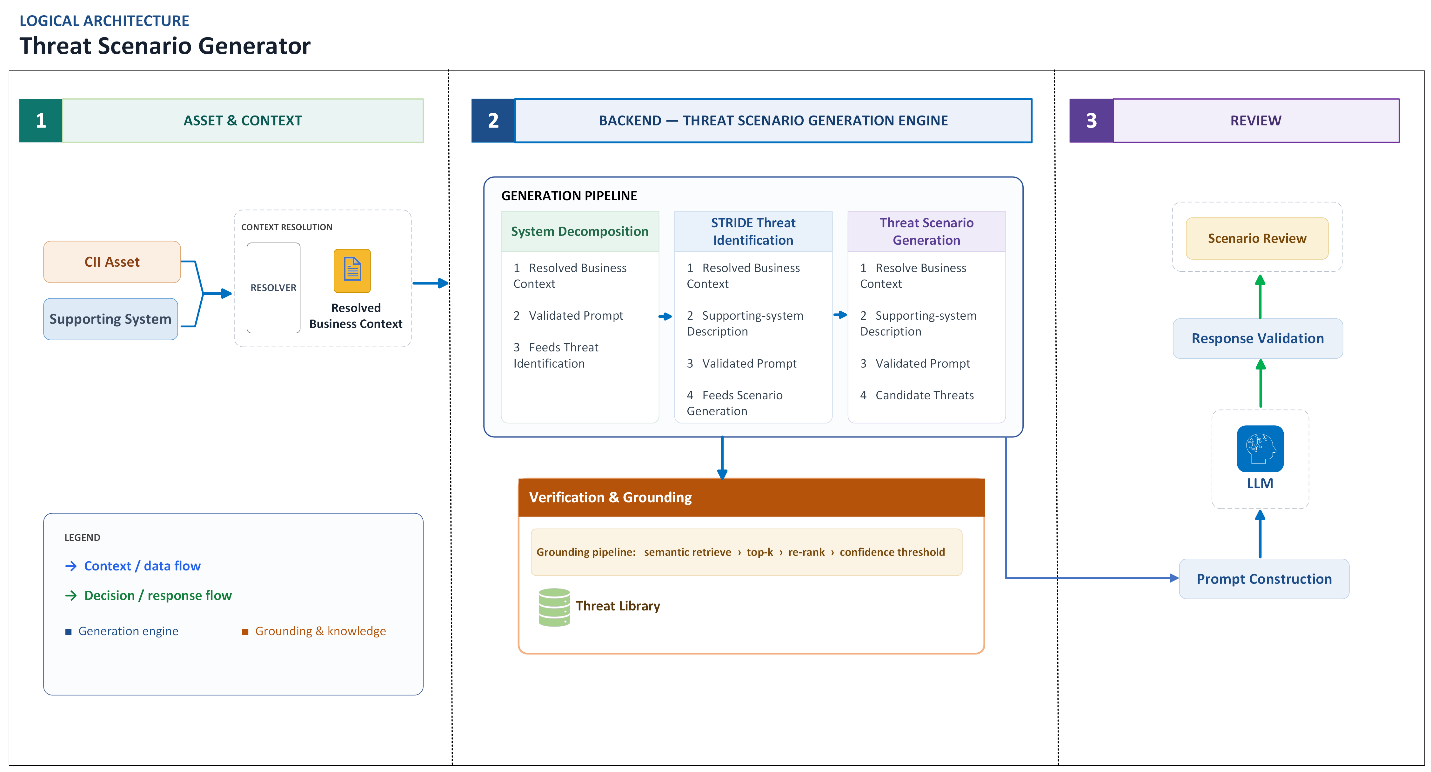 LOGICAL ARCHITECTURE
Threat Scenario Generator
1
ASSET & CONTEXT
CII Asset
Supporting System
CONTEXT RESOLUTION
RESOLVER
Resolved
Business Context
LEGEND
→ Context / data flow
→ Decision / response flow
■ Generation engine
■ Grounding & knowledge
2
BACKEND — THREAT SCENARIO GENERATION ENGINE
GENERATION PIPELINE
System Decomposition
1 Resolved Business
Context
2 Validated Prompt
3 Feeds Threat
Identification
STRIDE Threat
Identification
1 Resolved Business
Context
2 Supporting-system
Description
3 Validated Prompt
4 Feeds Scenario
Generation
Threat Scenario
Generation
1 Resolve Business
Context
2 Supporting-system
Description
3 Validated Prompt
4 Candidate Threats
Verification & Grounding
Grounding pipeline: semantic retrieve › top-k › re-rank › confidence threshold
Threat Library
3
REVIEW
Scenario Review
Response Validation
LLM
Prompt Construction